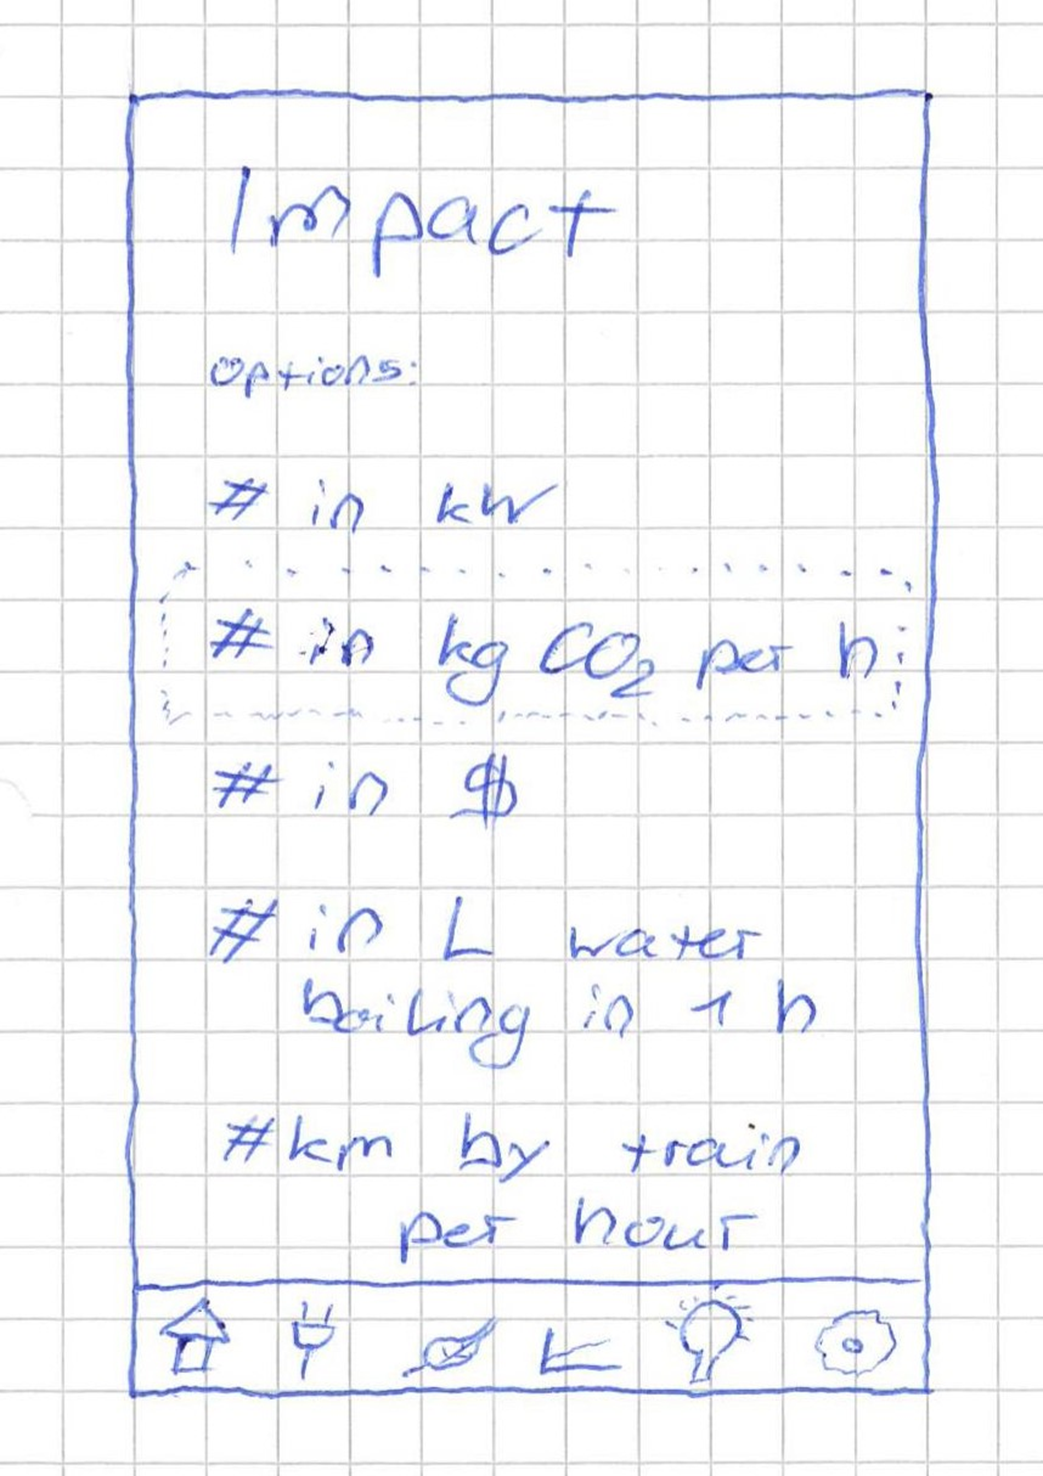 Impact
Options:
# in kW
# in kg CO₂ per h
# in $
# in L water
boiling in 1 h
#km by train
per hour